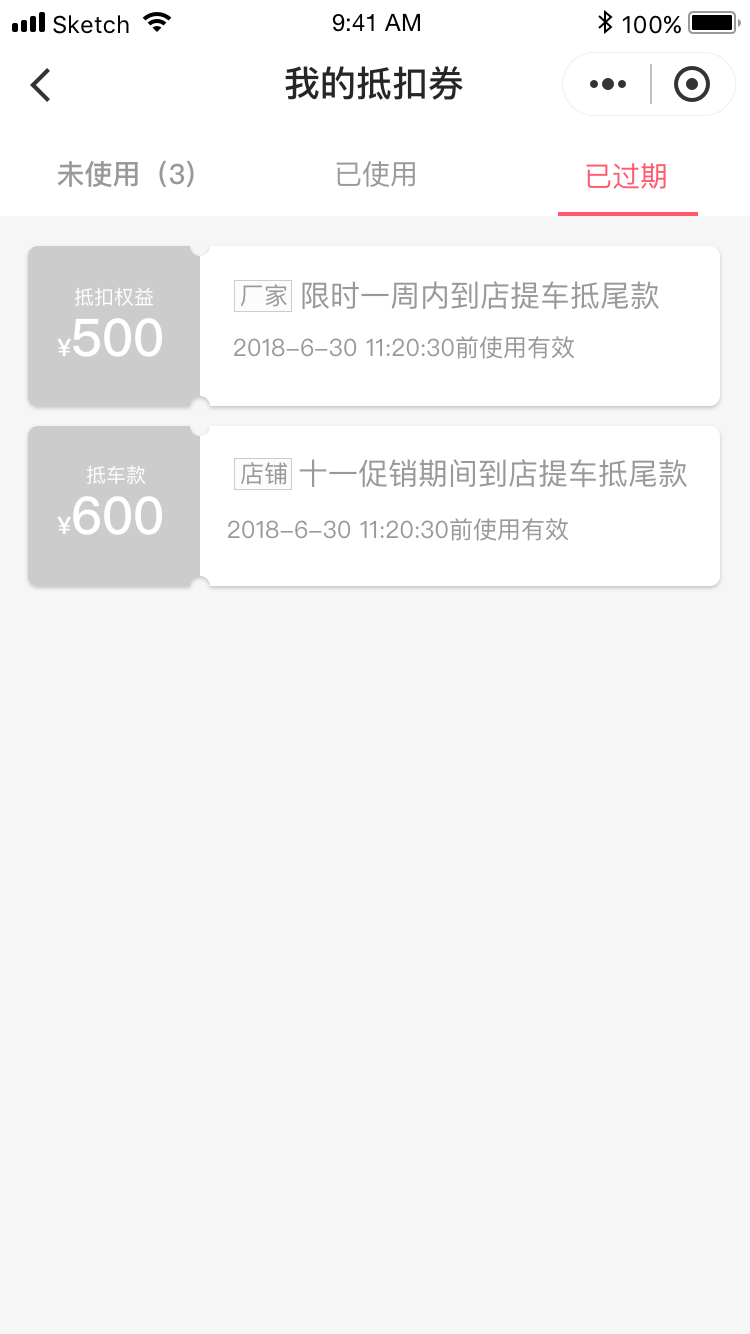 Sketch 9:41 AM 100%
我的抵扣券
未使用（3） 已使用 已过期
抵扣权益
¥500
厂家 限时一周内到店提车抵尾款
2018-6-30 11:20:30前使用有效
抵车款
¥600
店铺 十一促销期间到店提车抵尾款
2018-6-30 11:20:30前使用有效